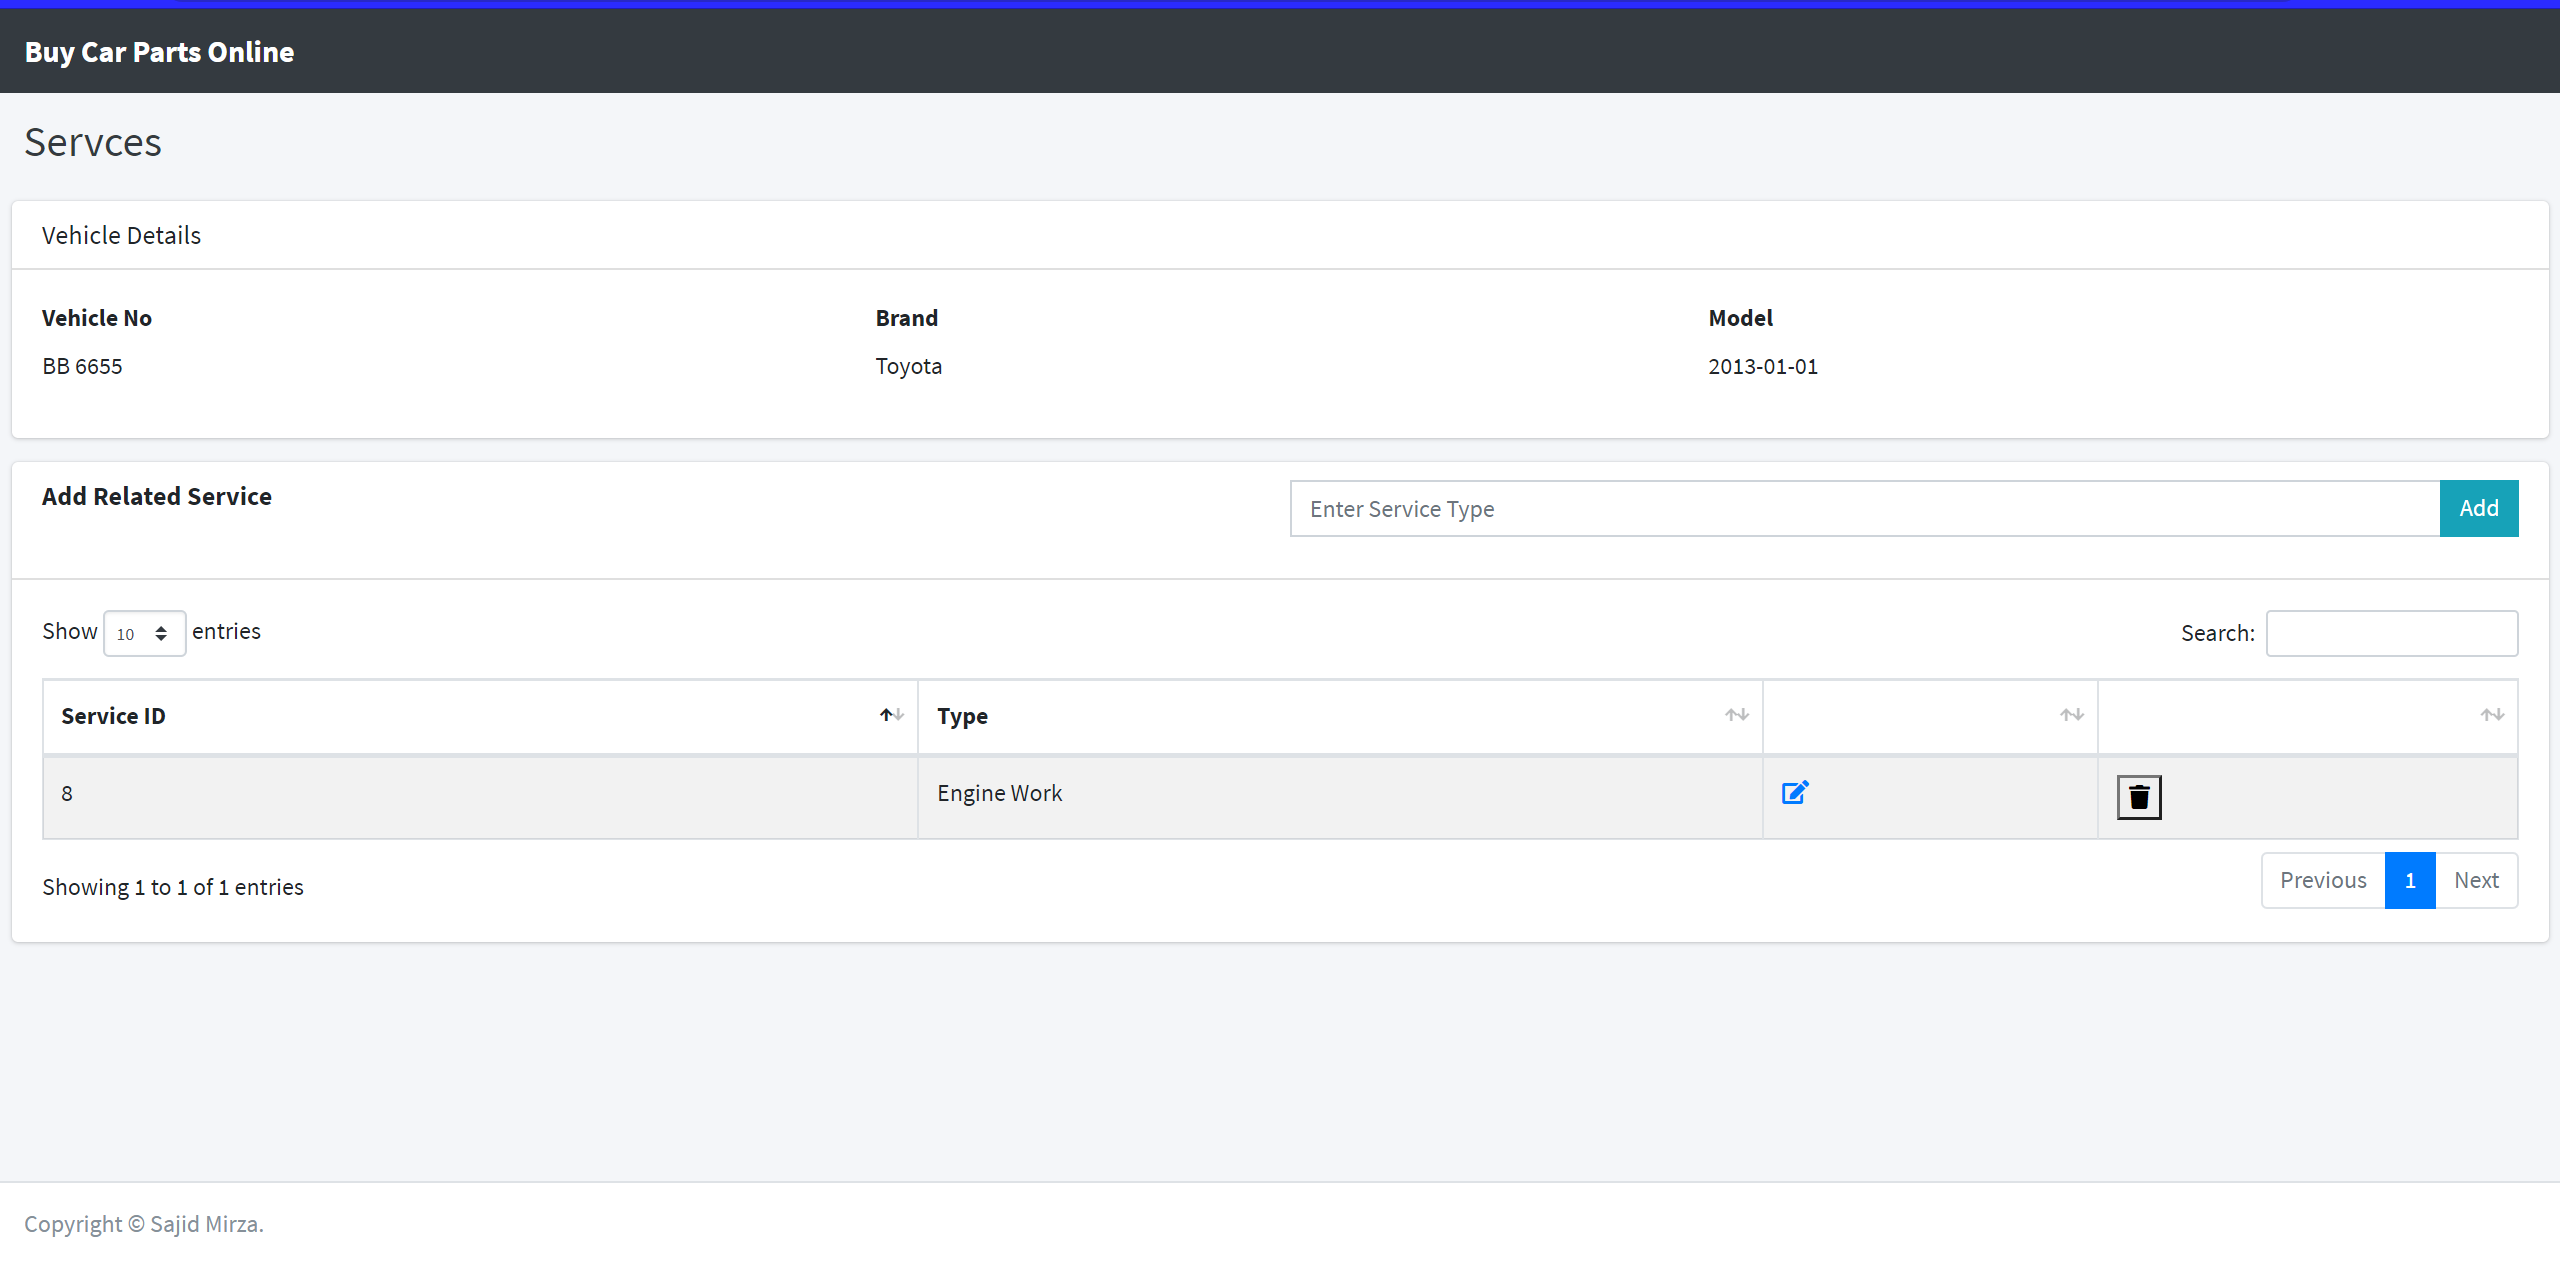 Buy Car Parts Online
Servces
Vehicle Details
Vehicle No Brand Model
BB 6655 Toyota 2013-01-01
Add Related Service Enter Service Type Add
Show 10 entries Search:
Service ID Type
8 Engine Work
Showing 1 to 1 of 1 entries Previous 1 Next
Copyright © Sajid Mirza.